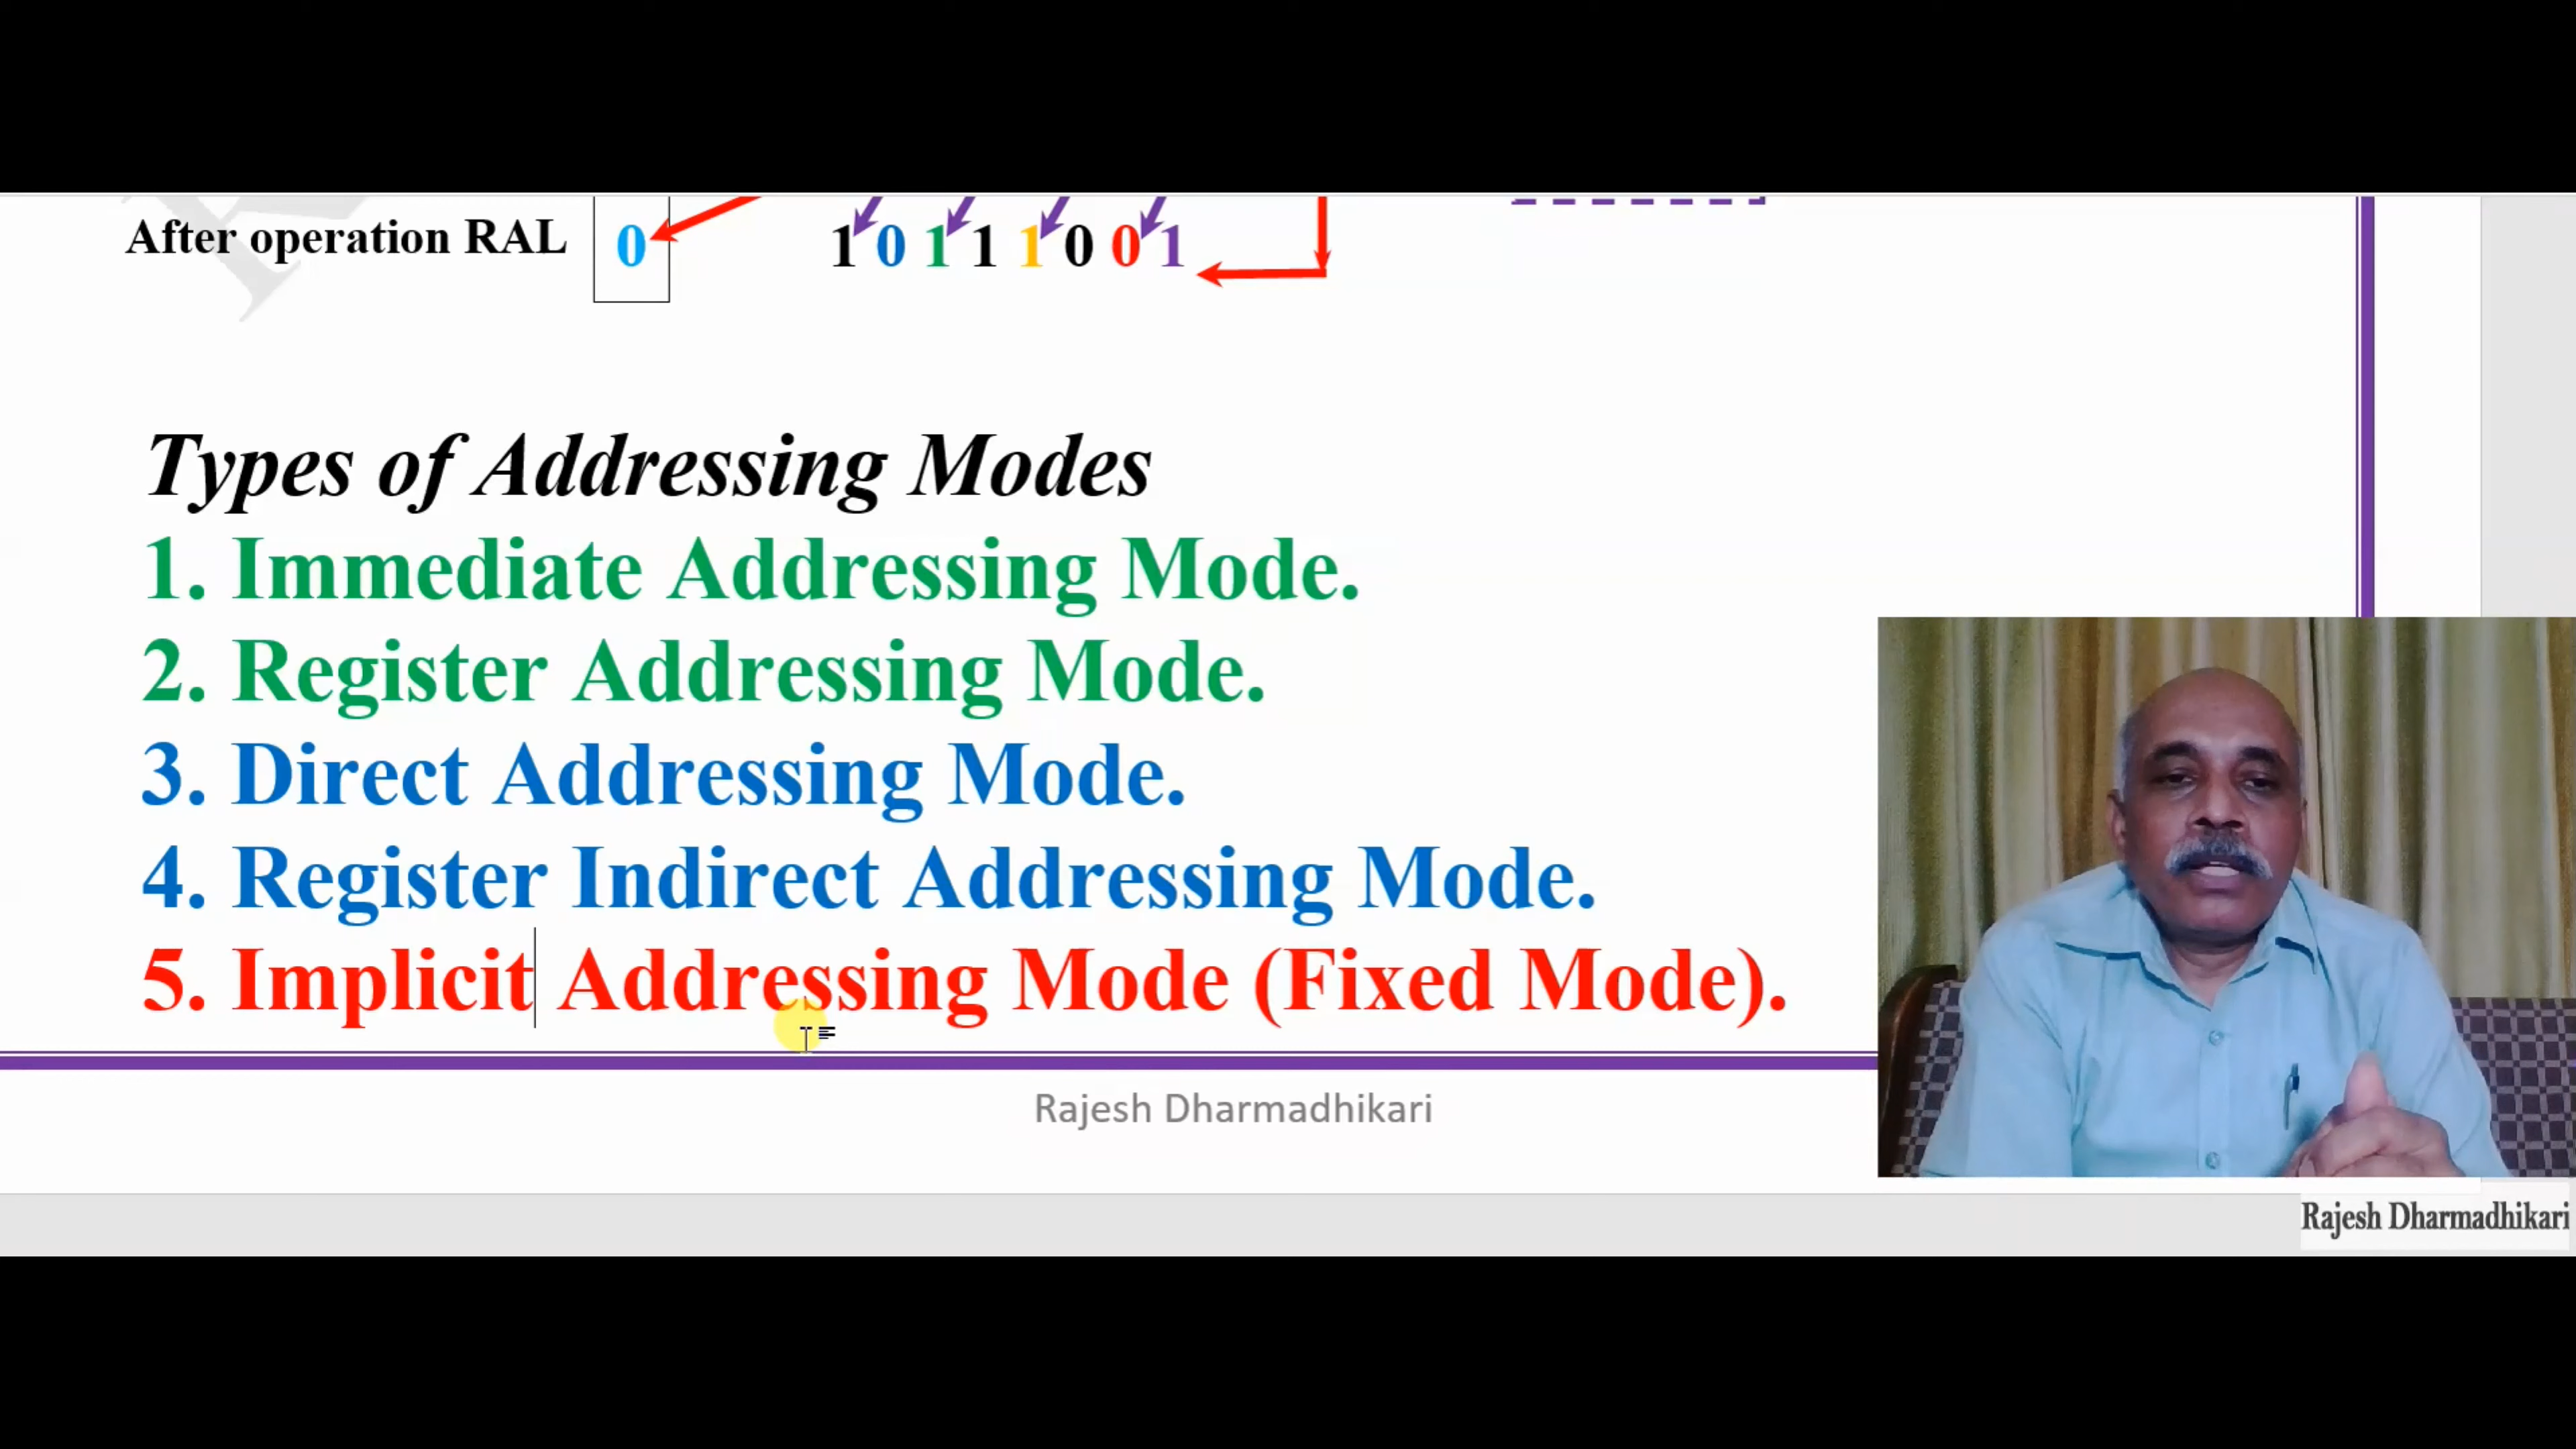 After operation RAL 0 1 0 1 1 1 0 0 1
Types of Addressing Modes
1. Immediate Addressing Mode.
2. Register Addressing Mode.
3. Direct Addressing Mode.
4. Register Indirect Addressing Mode.
5. Implicit Addressing Mode (Fixed Mode).
Rajesh Dharmadhikari
Rajesh Dharmadhikari